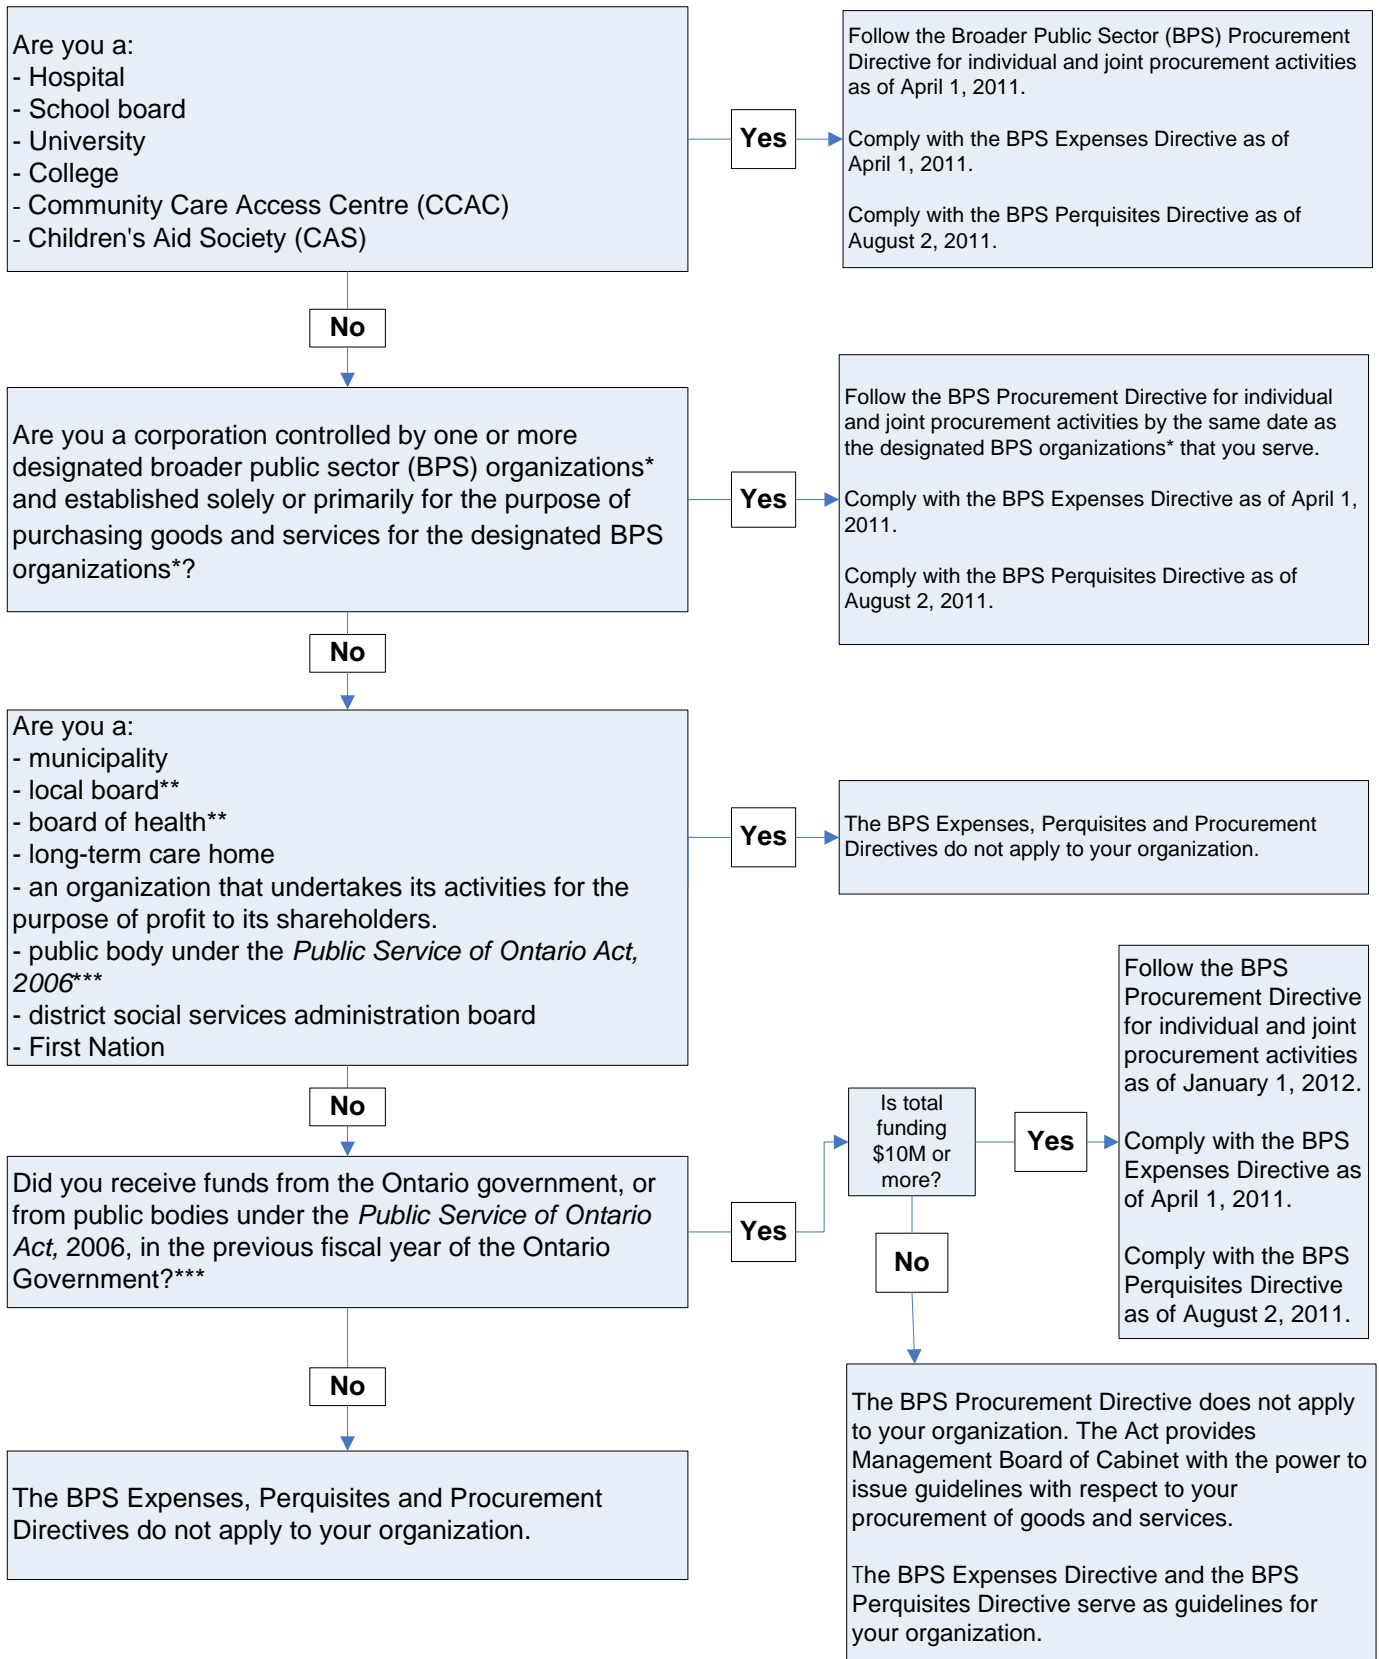 Are you a:
- Hospital
- School board
- University
- College
- Community Care Access Centre (CCAC)
- Children's Aid Society (CAS)
Yes
Follow the Broader Public Sector (BPS) Procurement
Directive for individual and joint procurement activities
as of April 1, 2011.
Comply with the BPS Expenses Directive as of
April 1, 2011.
Comply with the BPS Perquisites Directive as of
August 2, 2011.
No
Are you a corporation controlled by one or more
designated broader public sector (BPS) organizations*
and established solely or primarily for the purpose of
purchasing goods and services for the designated BPS
organizations*?
Yes
Follow the BPS Procurement Directive for individual
and joint procurement activities by the same date as
the designated BPS organizations* that you serve.
Comply with the BPS Expenses Directive as of April 1,
2011.
Comply with the BPS Perquisites Directive as of
August 2, 2011.
No
Are you a:
- municipality
- local board**
- board of health**
- long-term care home
- an organization that undertakes its activities for the
purpose of profit to its shareholders.
- public body under the Public Service of Ontario Act,
2006***
- district social services administration board
- First Nation
Yes
The BPS Expenses, Perquisites and Procurement
Directives do not apply to your organization.
No
Did you receive funds from the Ontario government, or
from public bodies under the Public Service of Ontario
Act, 2006, in the previous fiscal year of the Ontario
Government?***
Yes
Is total
funding
$10M or
more?
Yes
Follow the BPS
Procurement Directive
for individual and joint
procurement activities
as of January 1, 2012.
Comply with the BPS
Expenses Directive as
of April 1, 2011.
Comply with the BPS
Perquisites Directive
as of August 2, 2011.
No
The BPS Procurement Directive does not apply
to your organization. The Act provides
Management Board of Cabinet with the power to
issue guidelines with respect to your
procurement of goods and services.
The BPS Expenses Directive and the BPS
Perquisites Directive serve as guidelines for
your organization.
No
The BPS Expenses, Perquisites and Procurement
Directives do not apply to your organization.